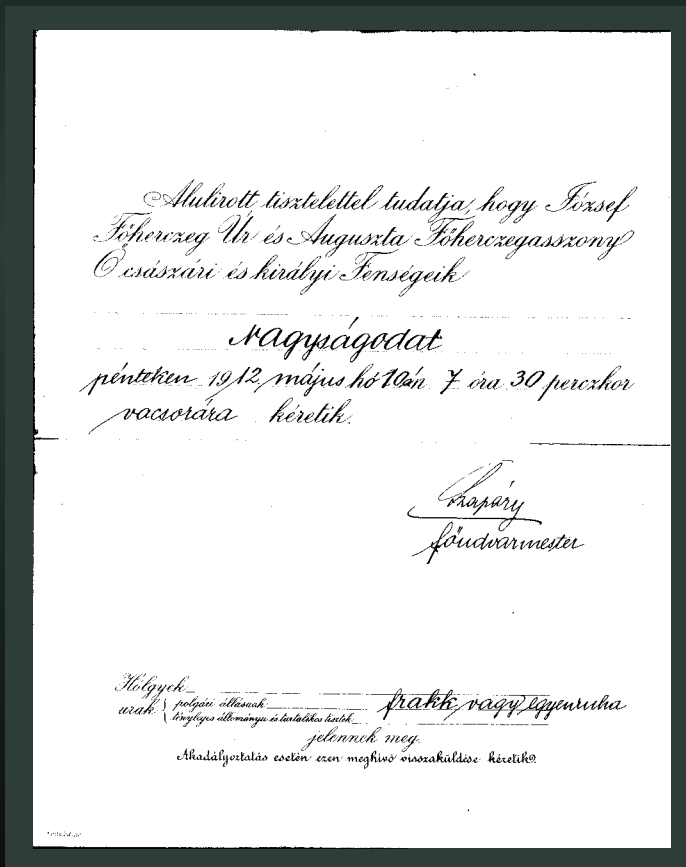 Alulirott tisztelettel tudatja, hogy József
Főherczeg Úr és Auguszta Főherczegasszony
Ő császári és királyi Fenségeik
Nagyságodat
pénteken 1912 május hó 10én 7 óra 30 perczkor
vacsorára kéretik.
Szapáry
főudvarmester
Hölgyek
urak { polgári állásuak frakk vagy egyenruha
tényleges állományu és tartalékos tisztek
jelennek meg.
Akadályoztatás esetén ezen meghivó visszaküldése kéretik.